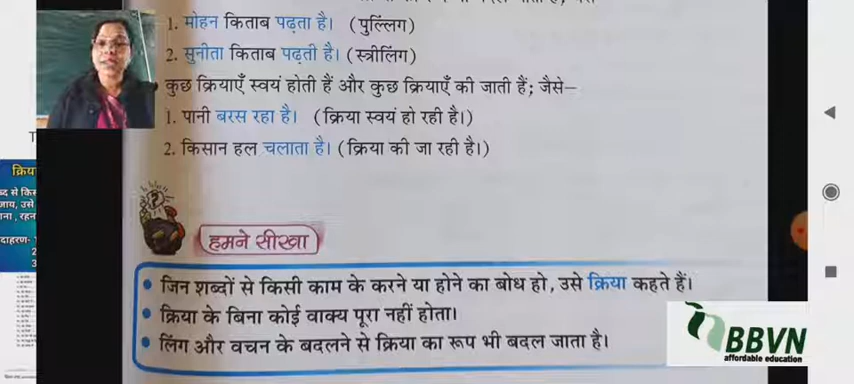 1. मोहन किताब पढ़ता है। (पुल्लिंग)
2. सुनीता किताब पढ़ती है। (स्त्रीलिंग)
कुछ क्रियाएँ स्वयं होती हैं और कुछ क्रियाएँ की जाती हैं; जैसे–
1. पानी बरस रहा है। (क्रिया स्वयं हो रही है।)
2. किसान हल चलाता है। (क्रिया की जा रही है।)
हमने सीखा
• जिन शब्दों से किसी काम के करने या होने का बोध हो, उसे क्रिया कहते हैं।
• क्रिया के बिना कोई वाक्य पूरा नहीं होता।
• लिंग और वचन के बदलने से क्रिया का रूप भी बदल जाता है।
BBVN
affordable education